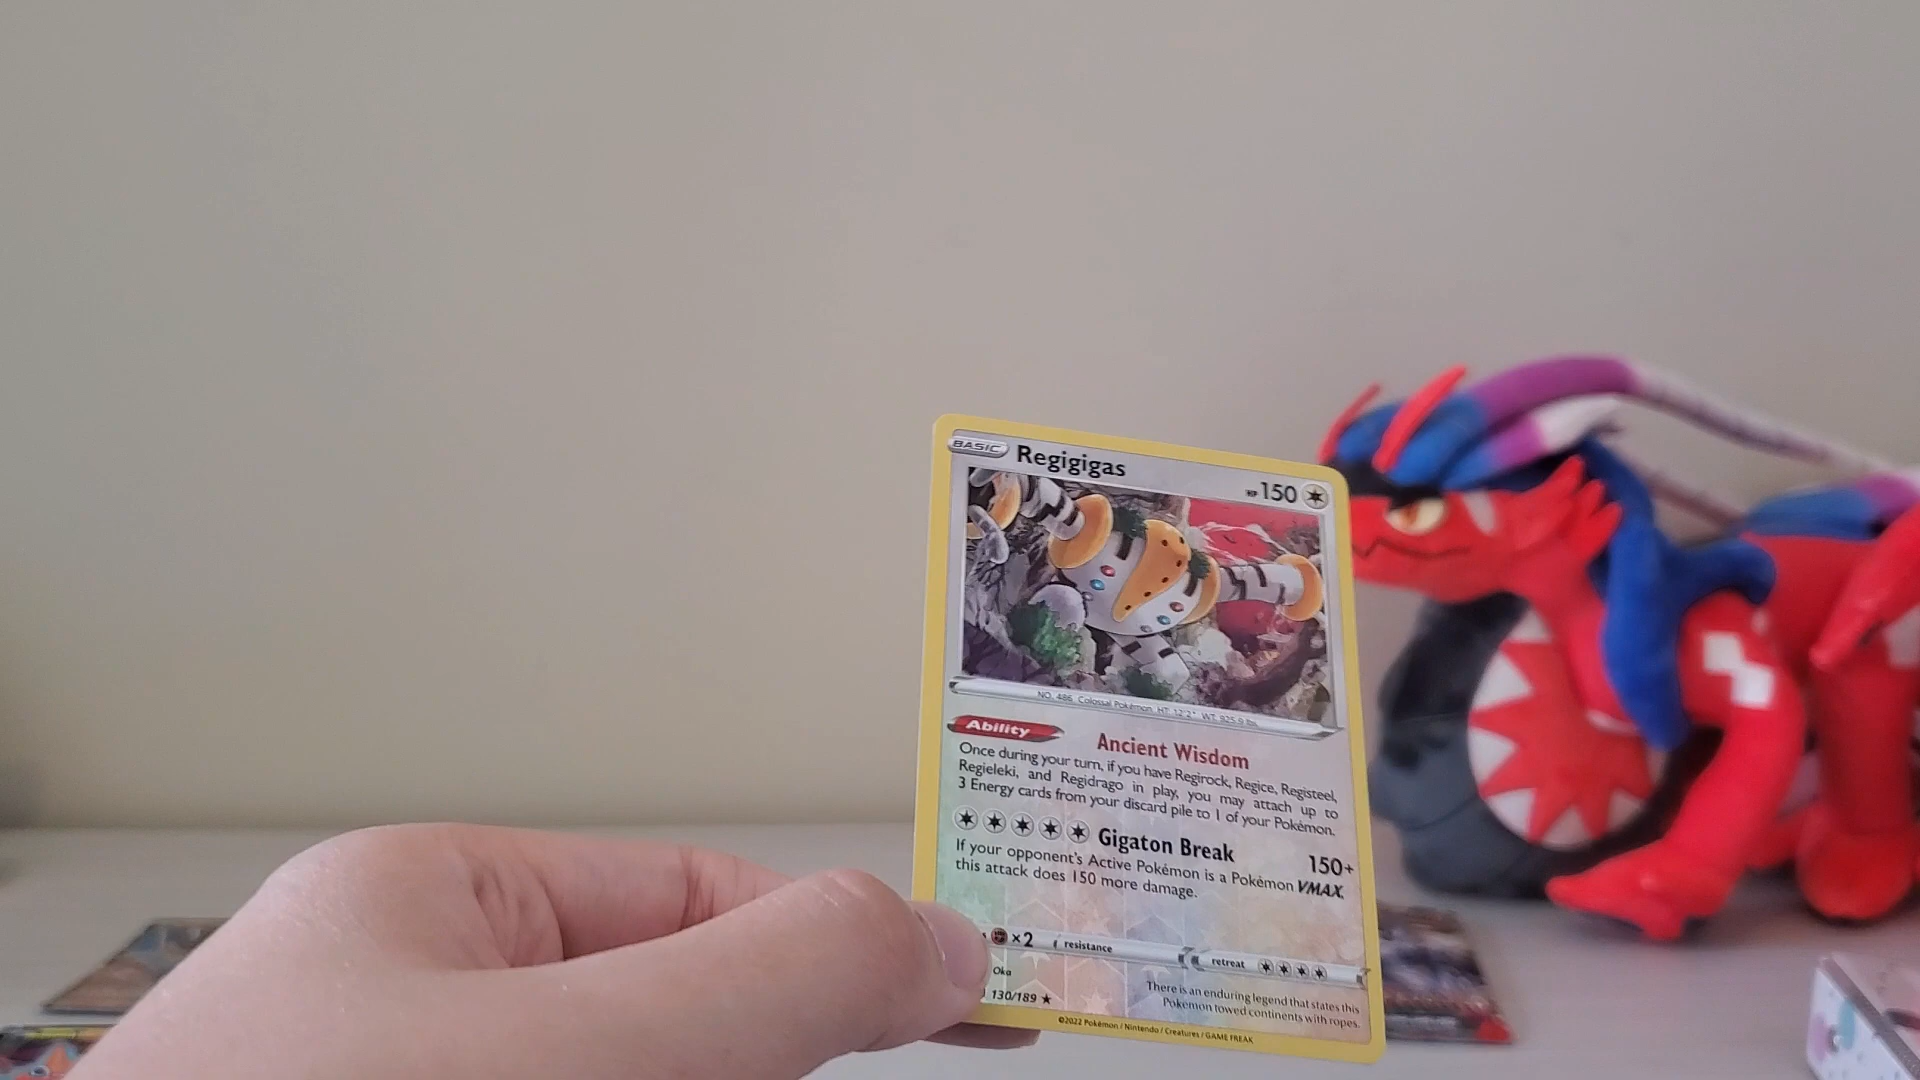 BASIC Regigigas HP 150
NO. 486 Colossal Pokémon HT: 12'2" WT: 925.9 lbs.
Ability Ancient Wisdom
Once during your turn, if you have Regirock, Regice, Registeel,
Regieleki, and Regidrago in play, you may attach up to
3 Energy cards from your discard pile to 1 of your Pokémon.
Gigaton Break 150+
If your opponent's Active Pokémon is a Pokémon VMAX,
this attack does 150 more damage.
×2 resistance retreat
Oka
130/189 ★
There is an enduring legend that states this
Pokémon towed continents with ropes.
©2022 Pokémon / Nintendo / Creatures / GAME FREAK